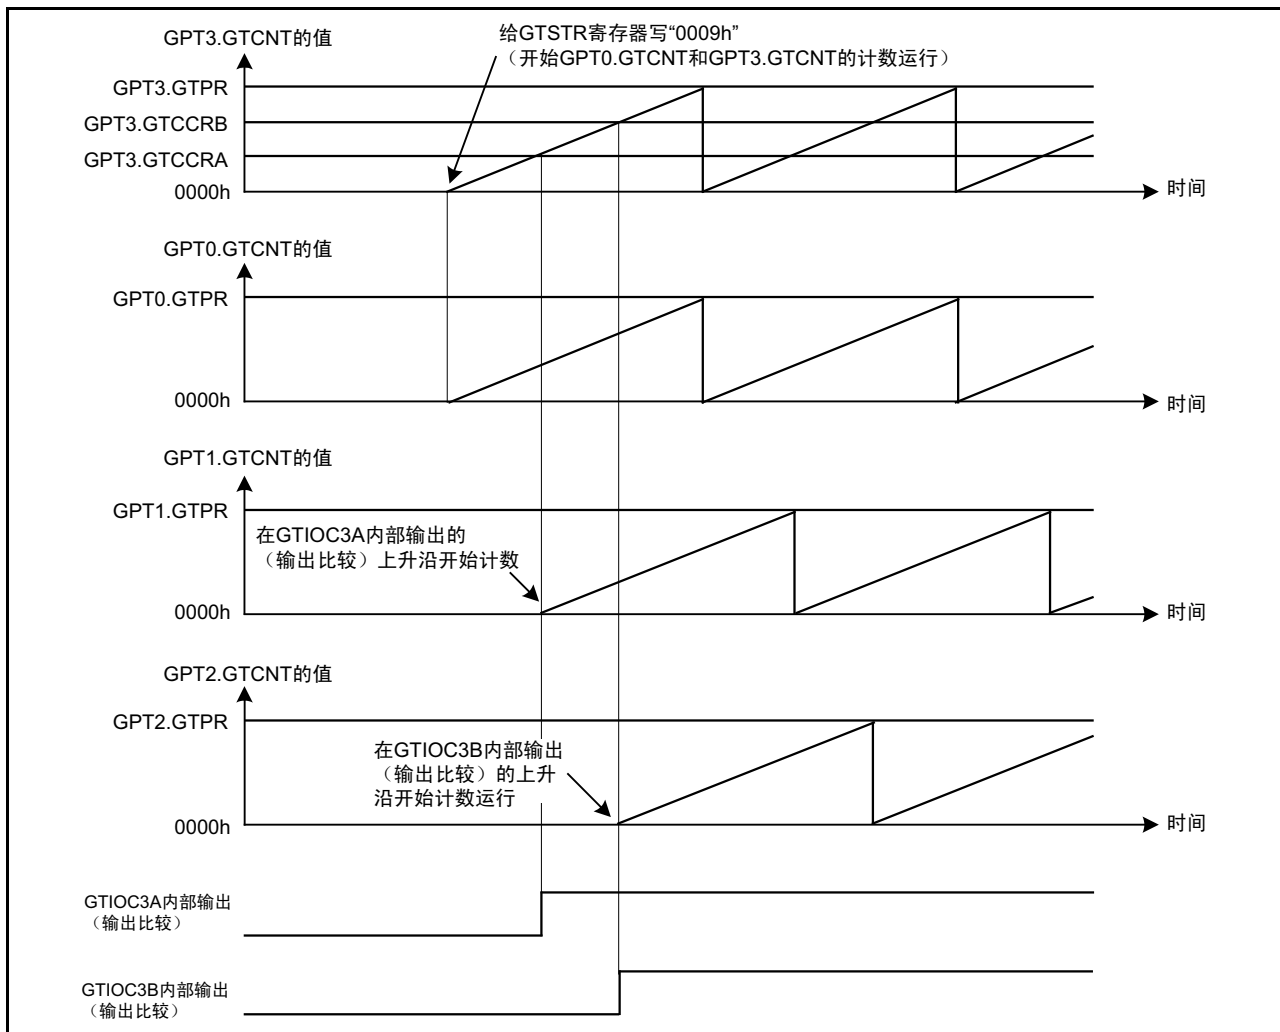 GPT3.GTCNT的值
给GTSTR寄存器写“0009h”
（开始GPT0.GTCNT和GPT3.GTCNT的计数运行）
GPT3.GTPR
GPT3.GTCCRB
GPT3.GTCCRA
0000h
时间
GPT0.GTCNT的值
GPT0.GTPR
0000h
时间
GPT1.GTCNT的值
GPT1.GTPR
在GTIOC3A内部输出的
（输出比较）上升沿开始计数
0000h
时间
GPT2.GTCNT的值
GPT2.GTPR
在GTIOC3B内部输出
（输出比较）的上升
沿开始计数运行
0000h
时间
GTIOC3A内部输出
（输出比较）
GTIOC3B内部输出
（输出比较）